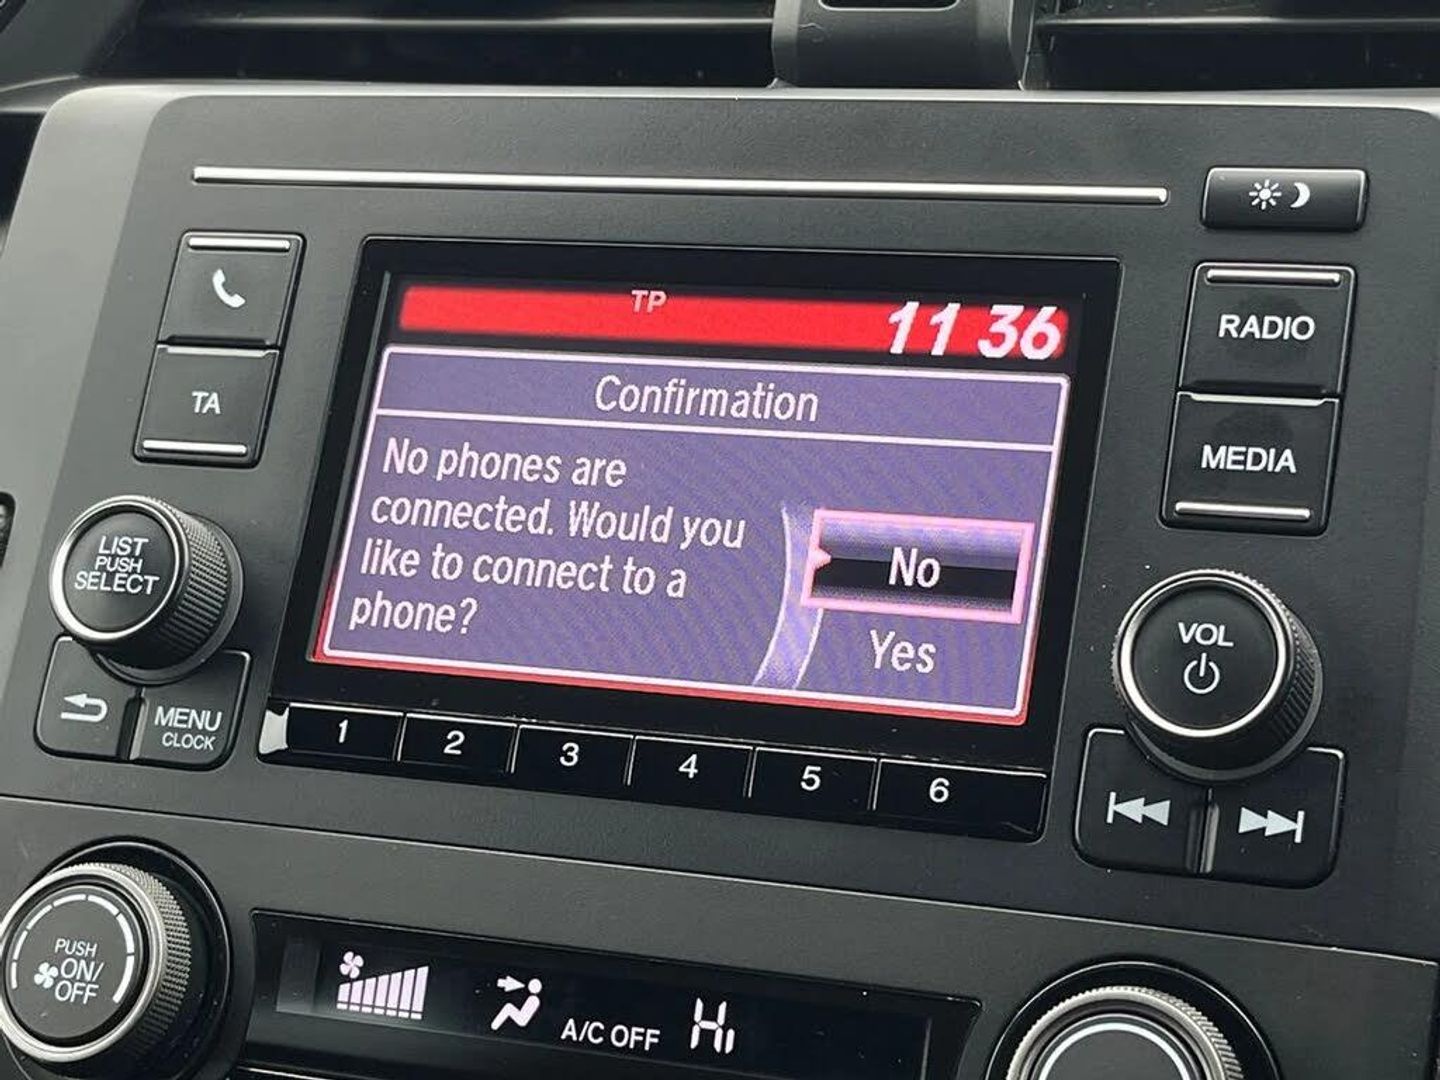 TP
11 36
Confirmation
No phones are
connected. Would you
like to connect to a
phone?
No
Yes
TA
LIST
PUSH
SELECT
MENU
CLOCK
RADIO
MEDIA
VOL
1 2 3 4 5 6
PUSH
ON/
OFF
A/C OFF
Hi